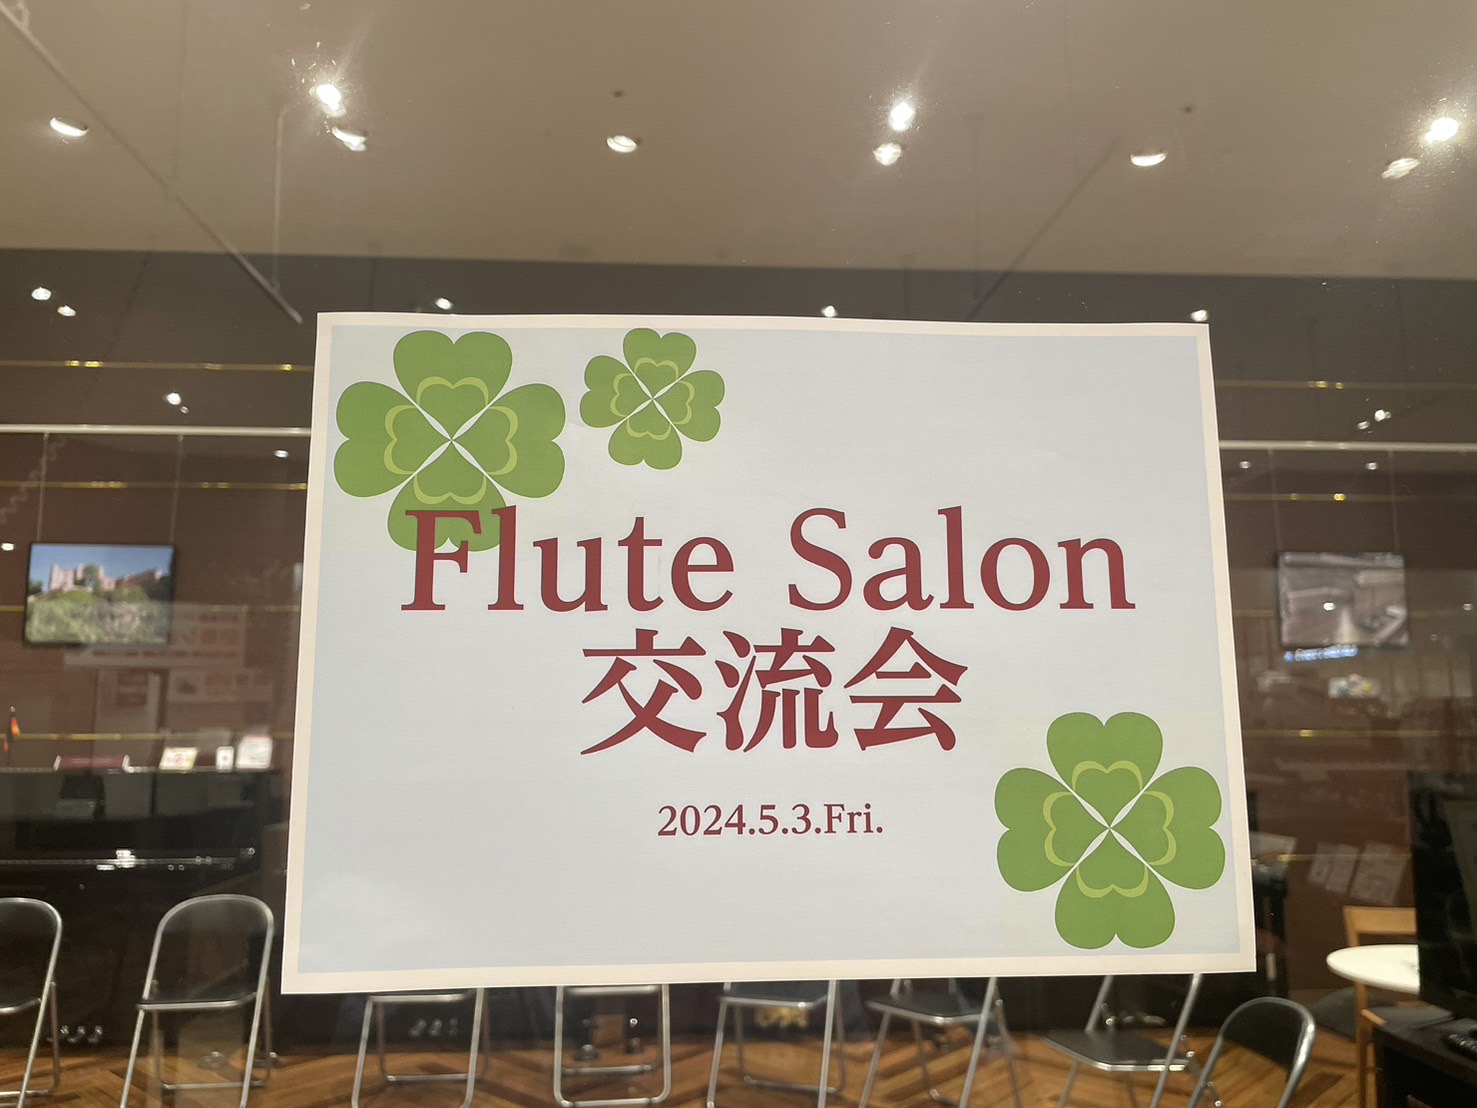 Flute Salon
交流会
2024.5.3.Fri.